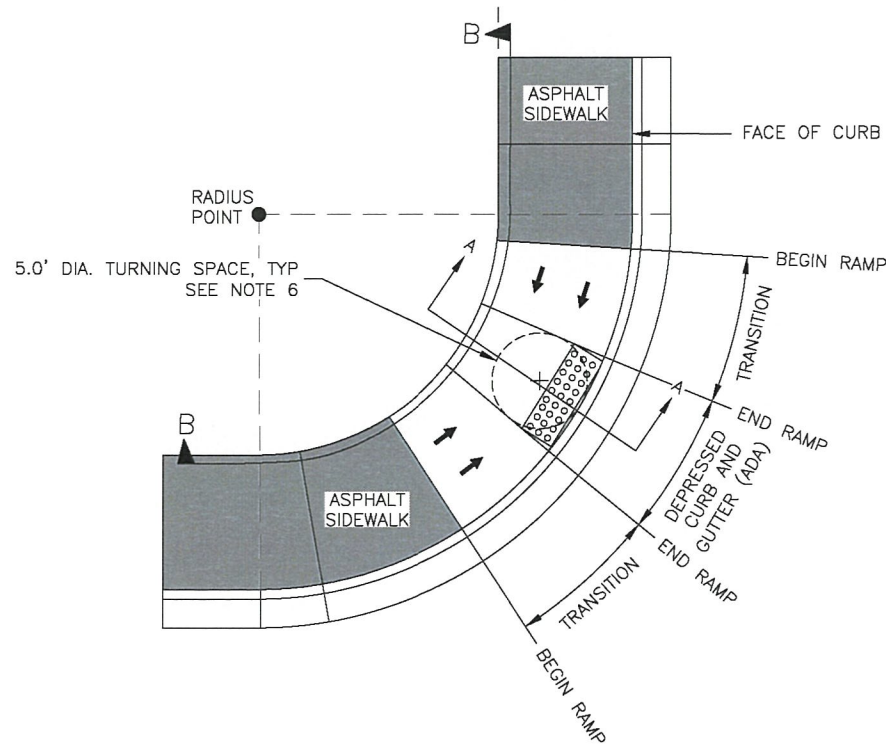 B
ASPHALT
SIDEWALK
FACE OF CURB
RADIUS
POINT
A
5.0' DIA. TURNING SPACE, TYP
SEE NOTE 6
BEGIN RAMP
TRANSITION
A
END RAMP
DEPRESSED
CURB AND
GUTTER (ADA)
B
ASPHALT
SIDEWALK
END RAMP
TRANSITION
BEGIN RAMP